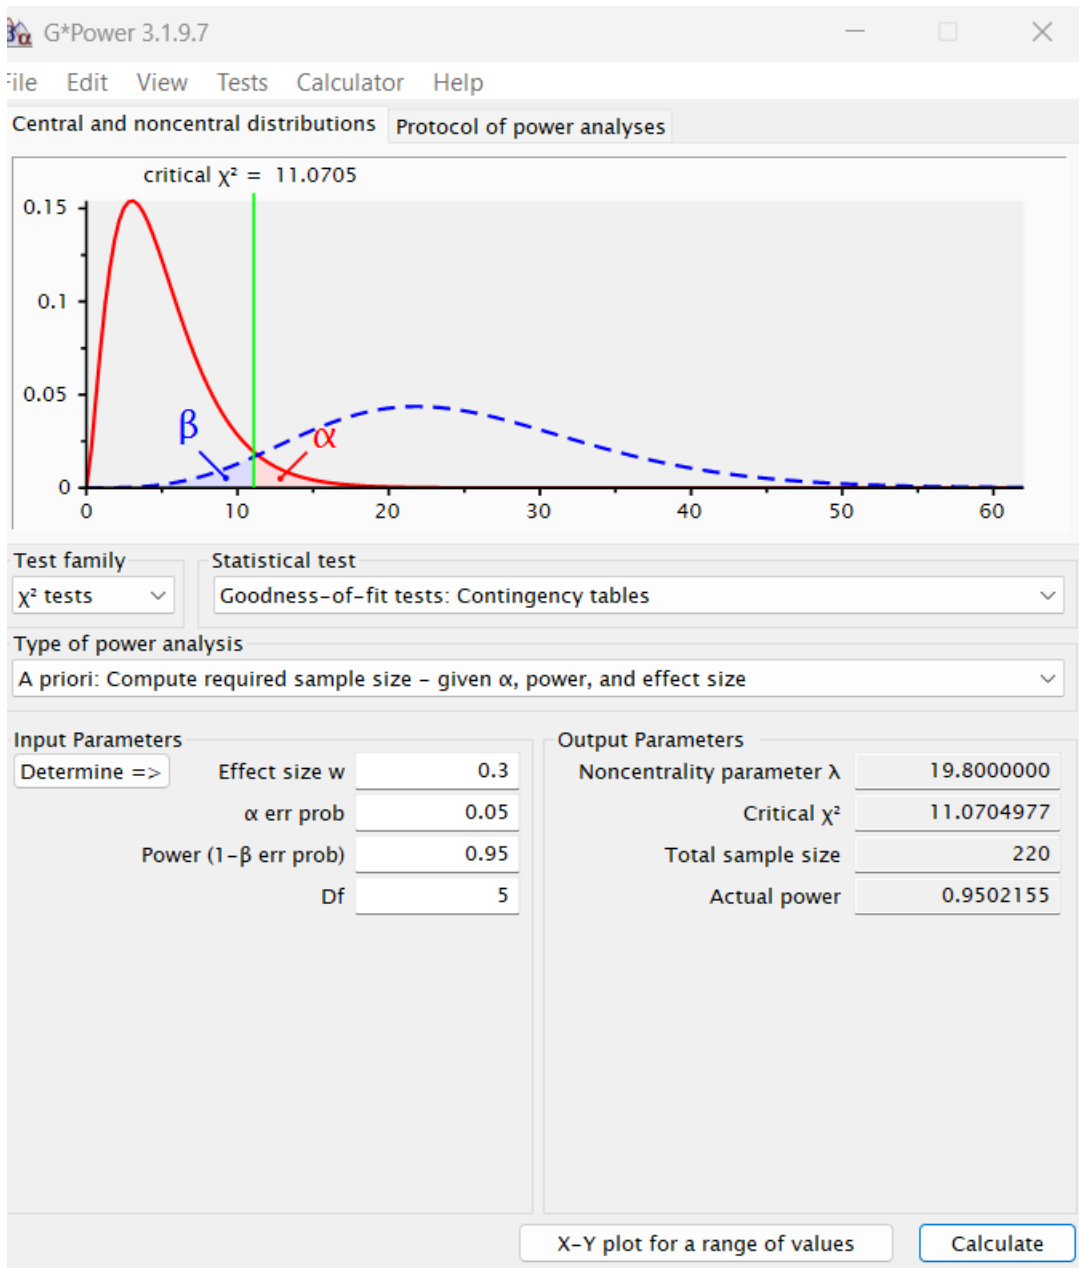 G*Power 3.1.9.7
File Edit View Tests Calculator Help
Central and noncentral distributions Protocol of power analyses
critical χ² = 11.0705
0.15
0.1
0.05
0
β
α
0 10 20 30 40 50 60
Test family Statistical test
χ² tests Goodness-of-fit tests: Contingency tables
Type of power analysis
A priori: Compute required sample size – given α, power, and effect size
Input Parameters Output Parameters
Determine => Effect size w 0.3 Noncentrality parameter λ 19.8000000
α err prob 0.05 Critical χ² 11.0704977
Power (1-β err prob) 0.95 Total sample size 220
Df 5 Actual power 0.9502155
X-Y plot for a range of values Calculate